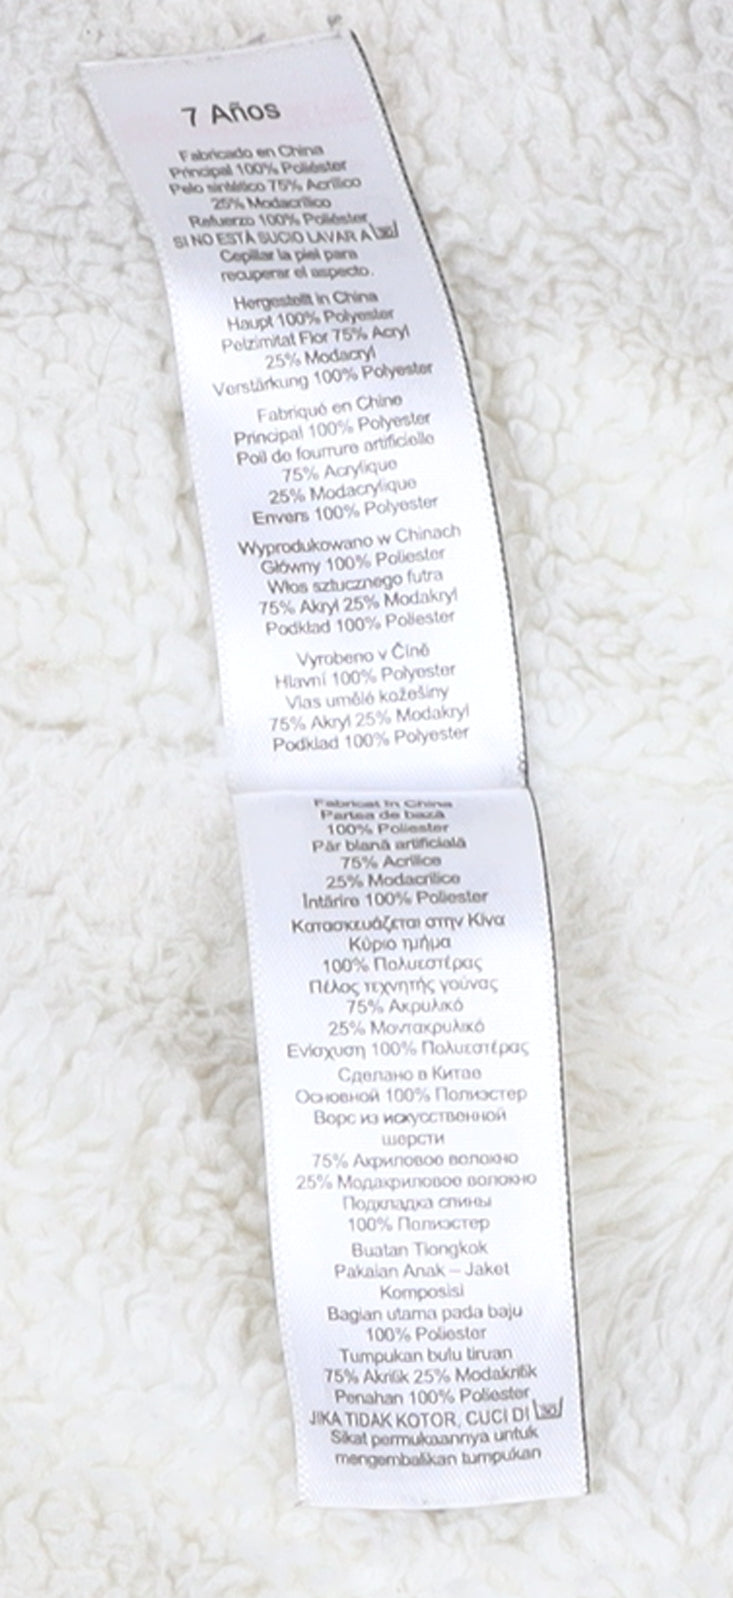 7 Años
Fabricado en China
Principal 100% Poliéster
Pelo sintético 75% Acrílico
25% Modacrílico
Refuerzo 100% Poliéster
SI NO ESTÁ SUCIO LAVAR A 30
Cepillar la piel para
recuperar el aspecto.
Hergestellt in China
Haupt 100% Polyester
Pelzimitat Flor 75% Acryl
25% Modacryl
Verstärkung 100% Polyester
Fabriqué en Chine
Principal 100% Polyester
Poil de fourrure artificielle
75% Acrylique
25% Modacrylique
Envers 100% Polyester
Wyprodukowano w Chinach
Główny 100% Poliester
Włos sztucznego futra
75% Akryl 25% Modakryl
Podkład 100% Poliester
Vyrobeno v Číně
Hlavní 100% Polyester
Vlas umělé kožešiny
75% Akryl 25% Modakryl
Podklad 100% Polyester
Fabricat în China
Partea de bază
100% Poliester
Păr blană artificială
75% Acrilice
25% Modacrilice
Întărire 100% Poliester
Κατασκευάζεται στην Κίνα
Κύριο τμήμα
100% Πολυεστέρας
Πέλος τεχνητής γούνας
75% Ακρυλικό
25% Μοντακρυλικό
Ενίσχυση 100% Πολυεστέρας
Сделано в Китае
Основной 100% Полиэстер
Ворс из искусственной
шерсти
75% Акриловое волокно
25% Модакриловое волокно
Подкладка спины
100% Полиэстер
Buatan Tiongkok
Pakaian Anak – Jaket
Komposisi
Bagian utama pada baju
100% Poliester
Tumpukan bulu tiruan
75% Akrilik 25% Modakrilik
Penahan 100% Poliester
JIKA TIDAK KOTOR, CUCI DI 30
Sikat permukaannya untuk
mengembalikan tumpukan